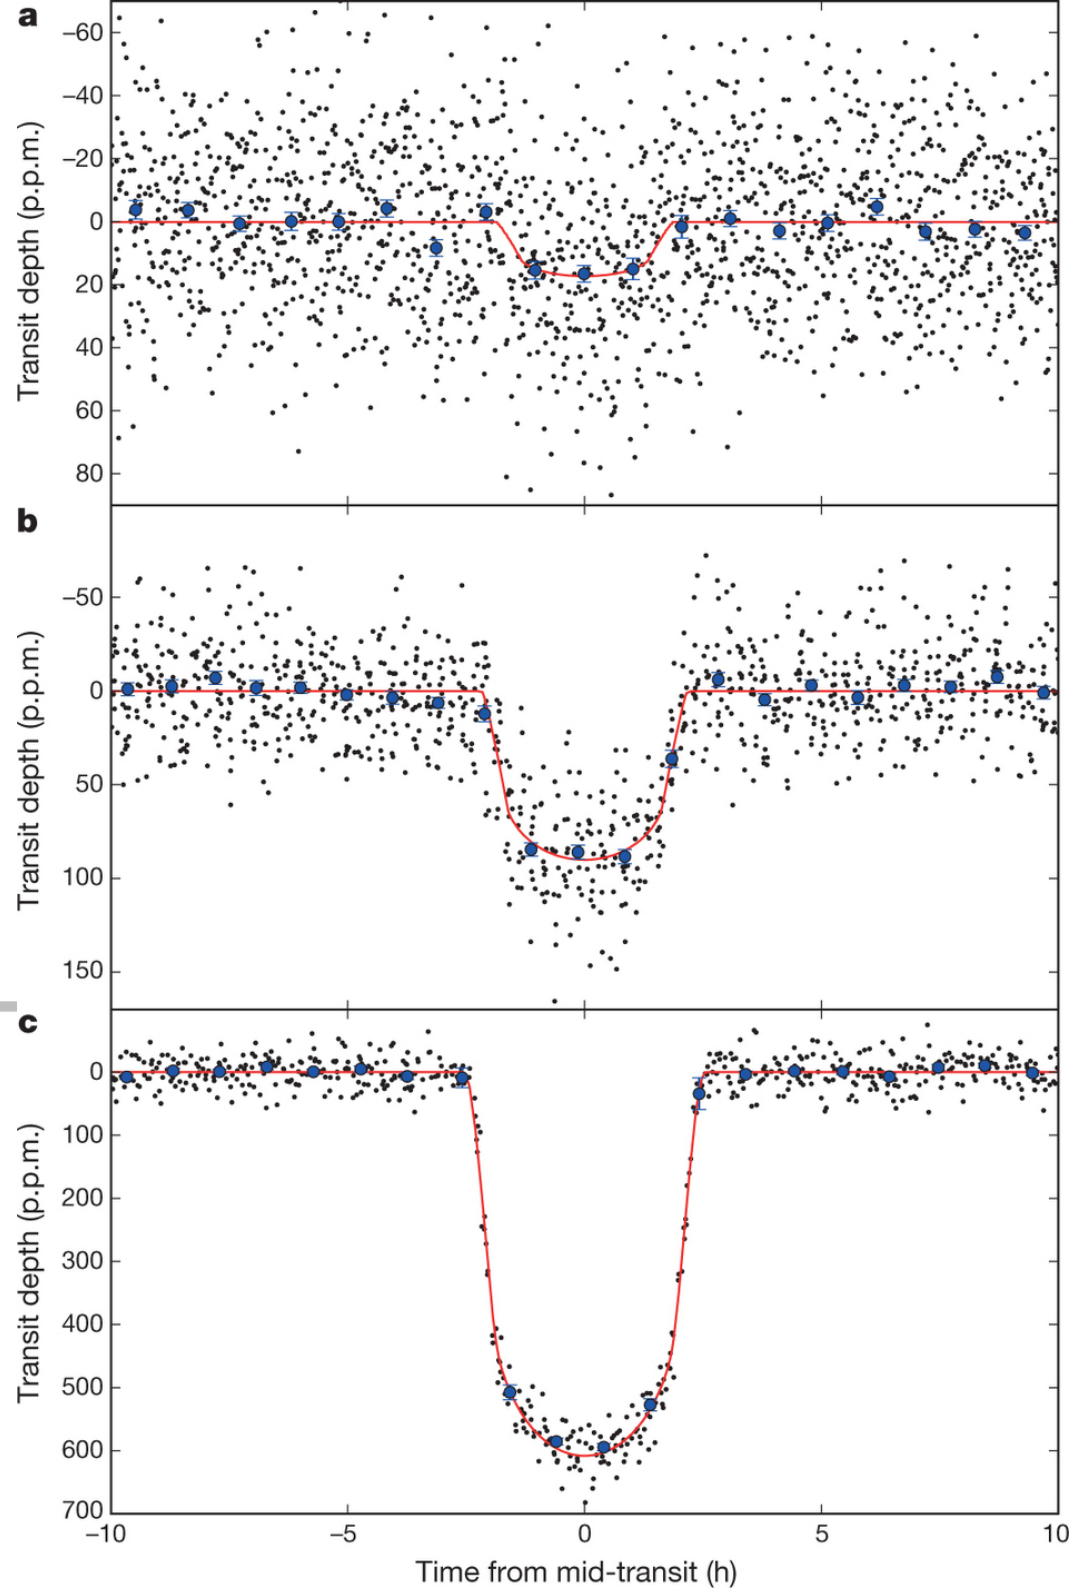 a
−60
−40
−20
0
20
40
60
80
Transit depth (p.p.m.)
b
−50
0
50
100
150
Transit depth (p.p.m.)
c
0
100
200
300
400
500
600
700
Transit depth (p.p.m.)
−10 −5 0 5 10
Time from mid-transit (h)